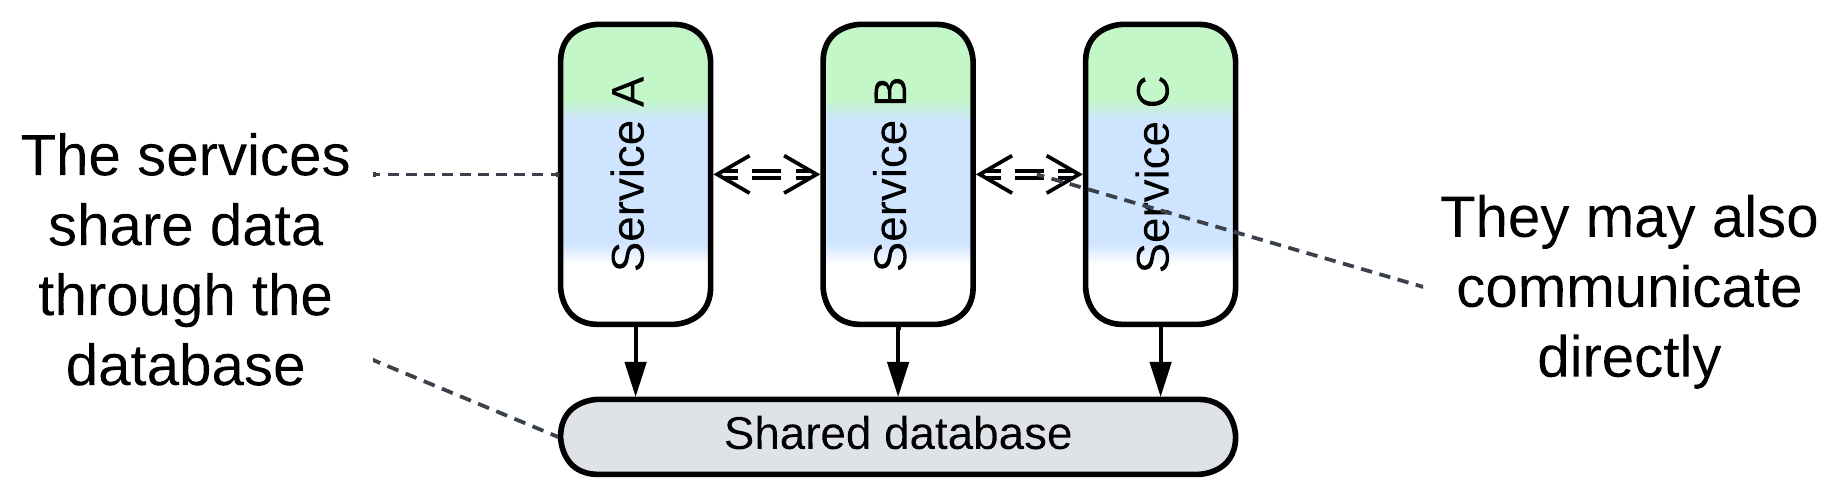 The services
share data
through the
database
Service A
Service B
Service C
Shared database
They may also
communicate
directly